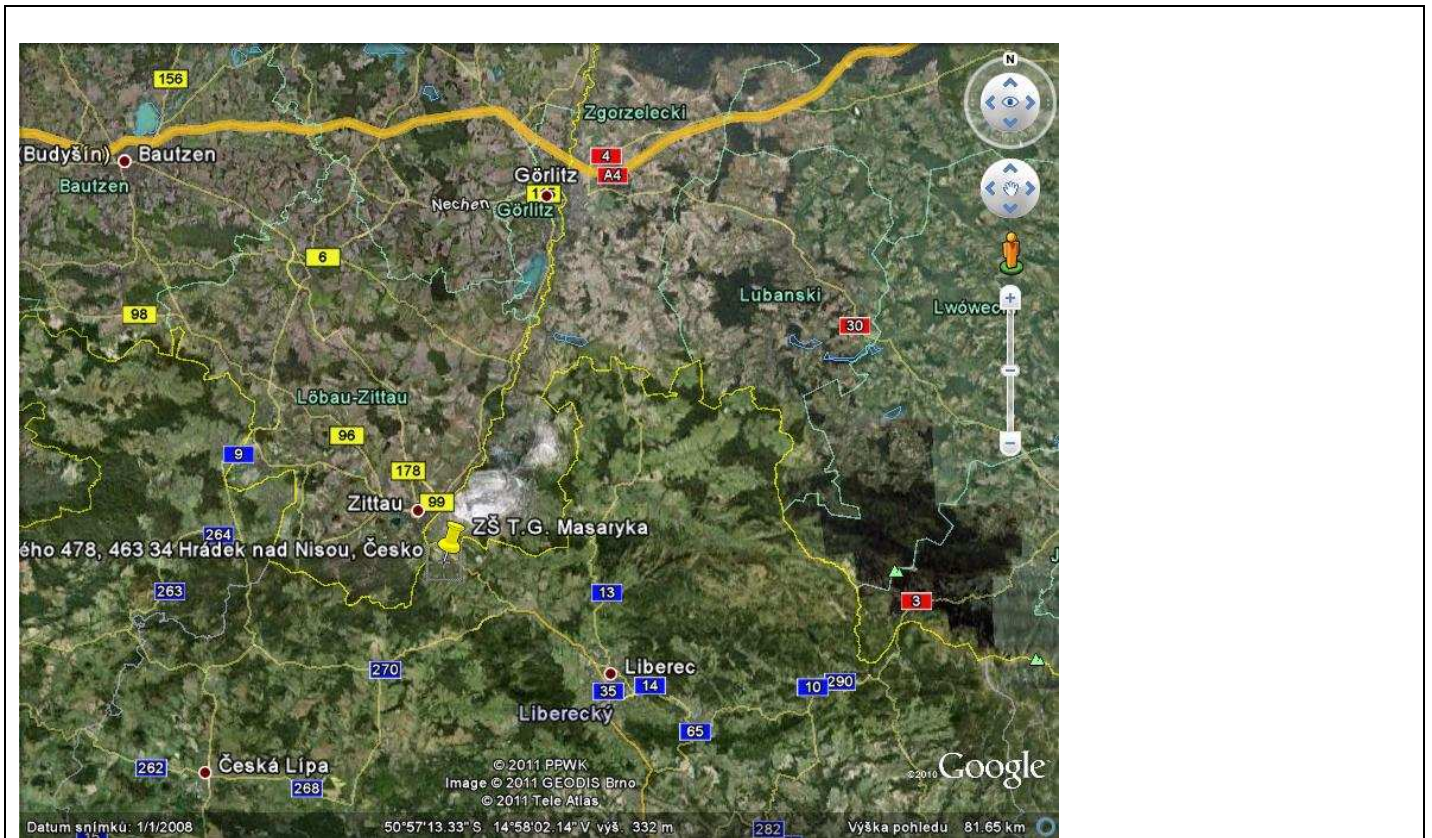 N
156
Zgorzelecki
(Budyšín)
Bautzen
4
A4
Bautzen
Görlitz
Nechen
Görlitz
6
Lubanski
98
30
Löbau-Zittau
96
9
178
Zittau
99
ZŠ T.G. Masaryka
264
ého 478, 463 34 Hrádek nad Nisou, Česko
263
13
3
270
Liberec
35
14
10
290
Liberecký
65
262
Česká Lípa
268
© 2011 PPWK
Image © 2011 GEODIS Brno
© 2011 Tele Atlas
©2010 Google
Datum snímků: 1/1/2008
50°57'13.33"S 14°58'02.14"V výš. 332 m
282
Výška pohledu 81.65 km